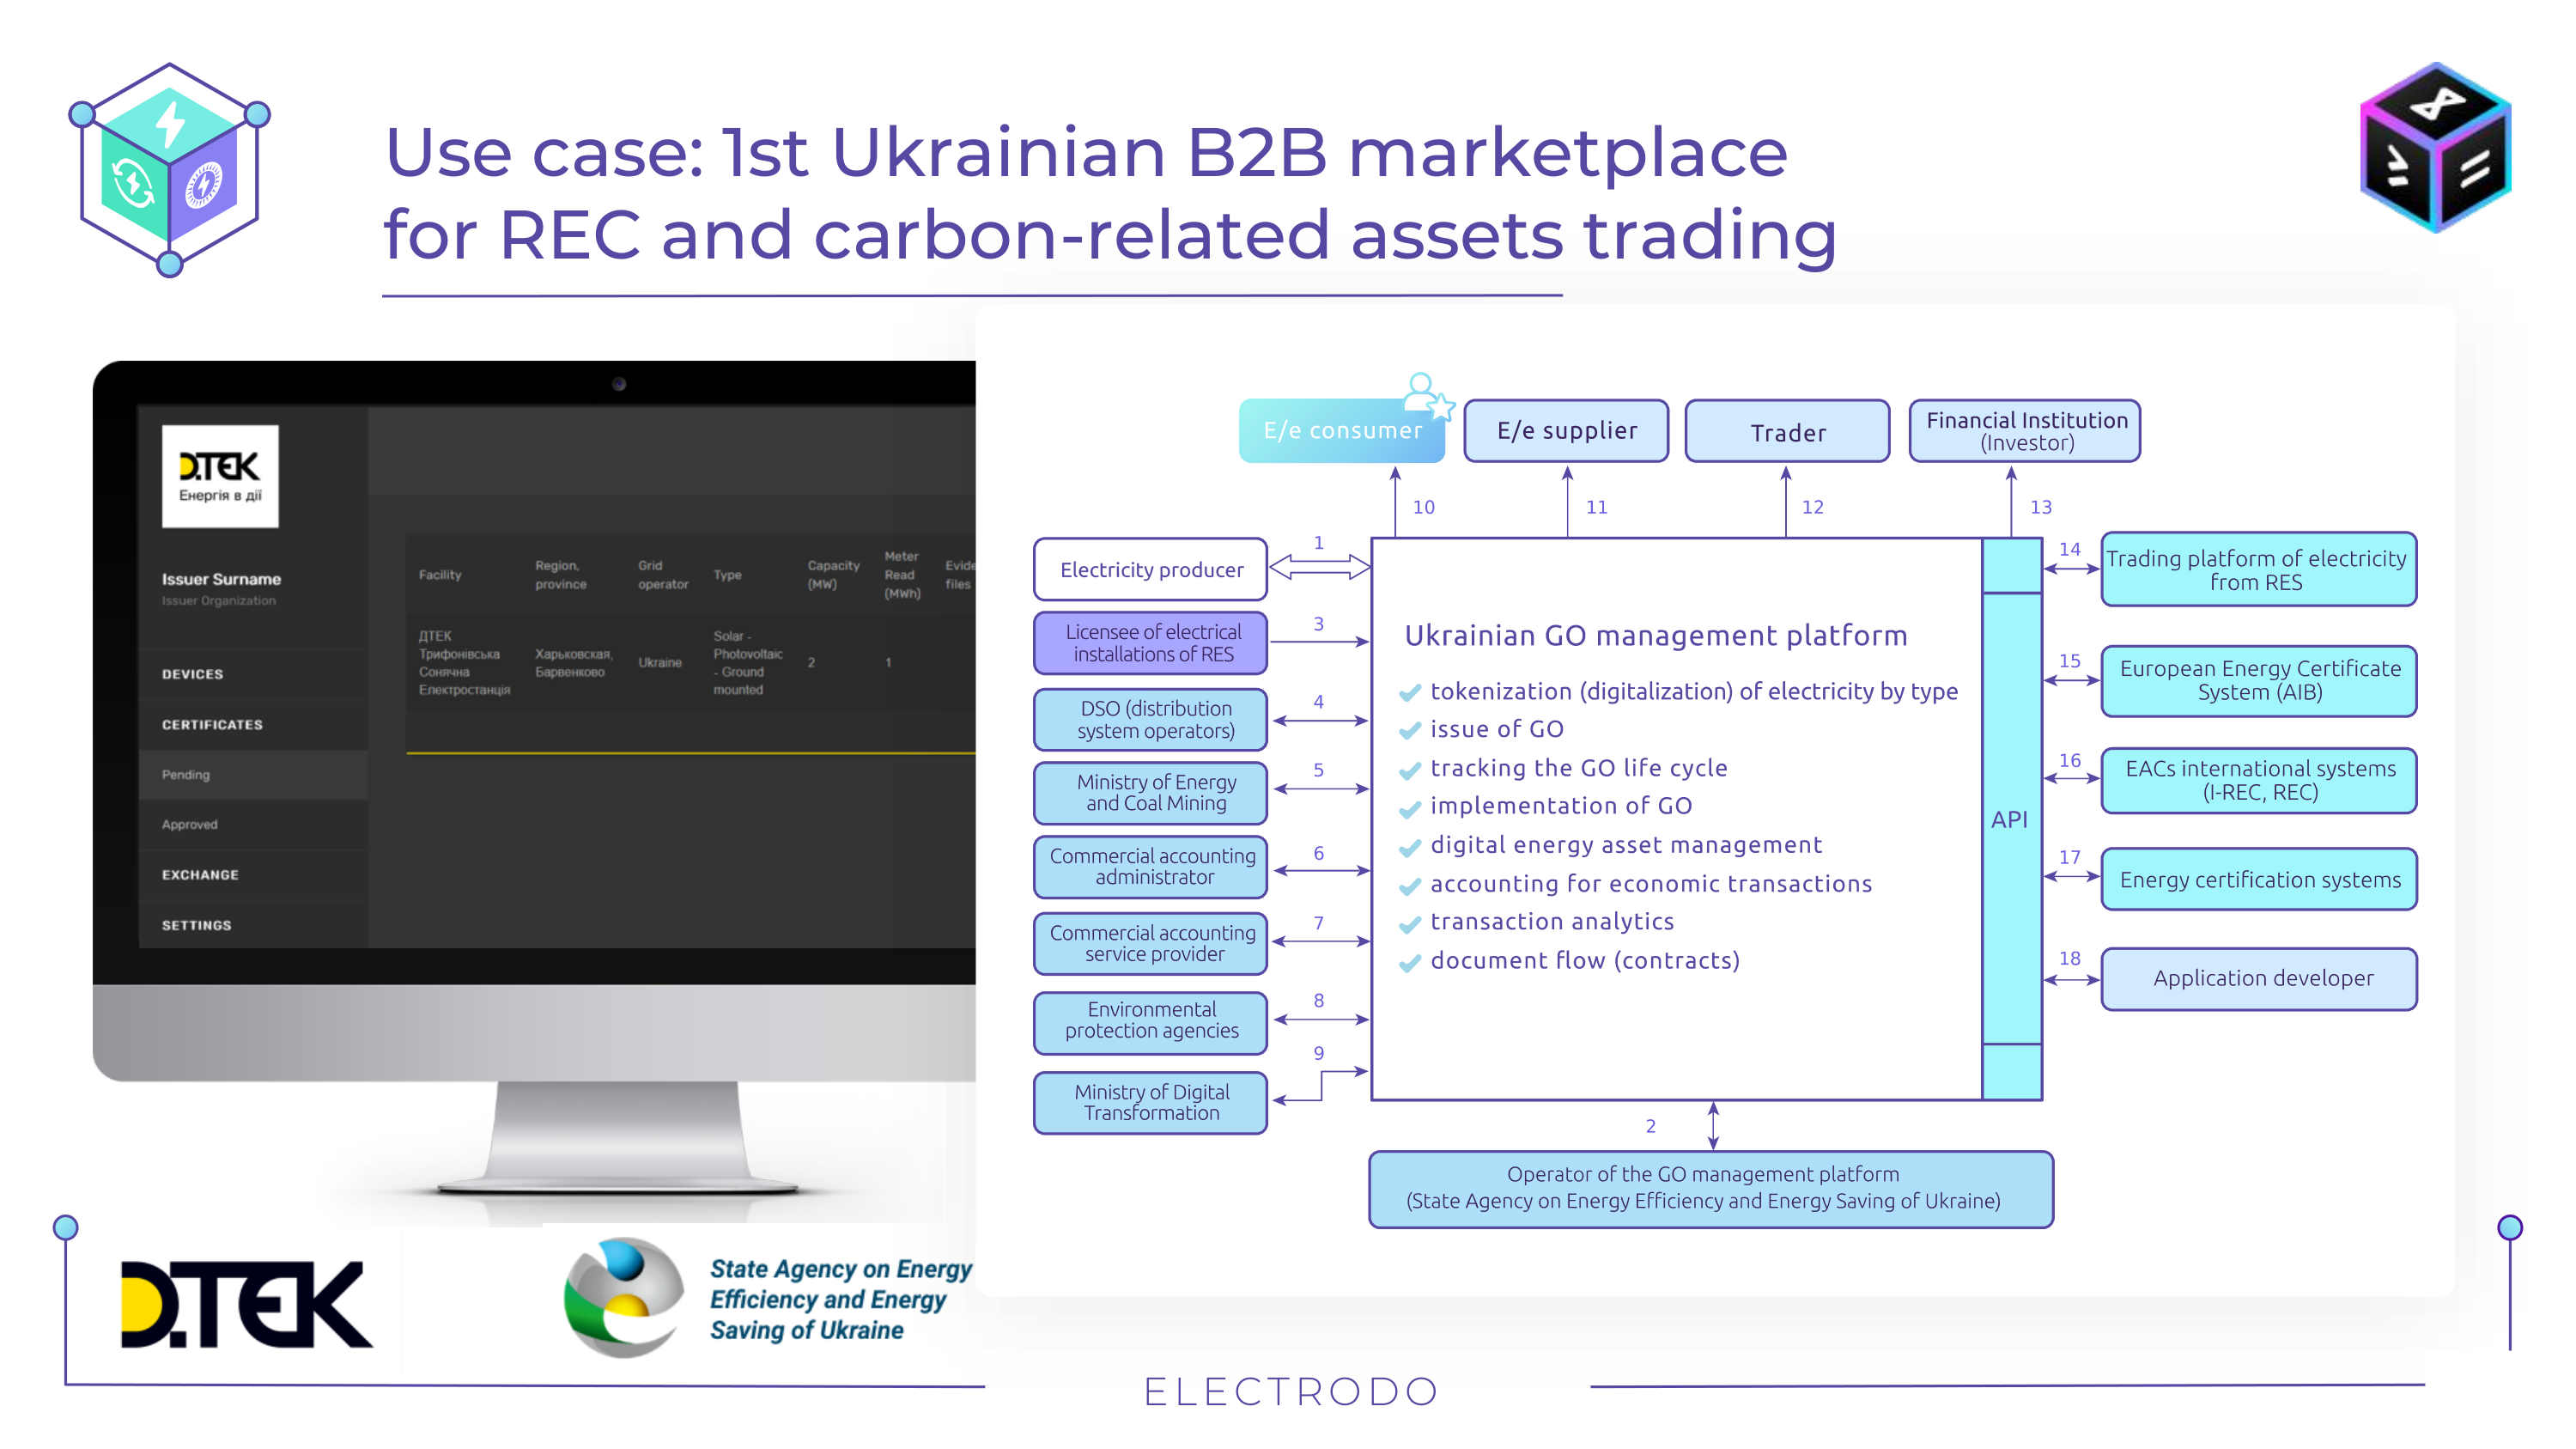 Use case: 1st Ukrainian B2B marketplace
for REC and carbon-related assets trading
D.TEK
Енергія в дії
Issuer Surname
Issuer Organization
DEVICES
CERTIFICATES
Pending
Approved
EXCHANGE
SETTINGS
Facility
Region,
province
Grid
operator
Type
Capacity
(MW)
Meter
Read
(MWh)
Evide
files
ДТЕК
Трифонівська
Сонячна
Електростанція
Харьковская,
Барвенково
Ukraine
Solar -
Photovoltaic
- Ground
mounted
2
1
E/e consumer
E/e supplier
Trader
Financial Institution
(Investor)
10
11
12
13
Electricity producer
1
Licensee of electrical
installations of RES
3
DSO (distribution
system operators)
4
Ministry of Energy
and Coal Mining
5
Commercial accounting
administrator
6
Commercial accounting
service provider
7
Environmental
protection agencies
8
Ministry of Digital
Transformation
9
Ukrainian GO management platform
tokenization (digitalization) of electricity by type
issue of GO
tracking the GO life cycle
implementation of GO
digital energy asset management
accounting for economic transactions
transaction analytics
document flow (contracts)
API
14
Trading platform of electricity
from RES
15
European Energy Certificate
System (AIB)
16
EACs international systems
(I-REC, REC)
17
Energy certification systems
18
Application developer
2
Operator of the GO management platform
(State Agency on Energy Efficiency and Energy Saving of Ukraine)
D.TEK
State Agency on Energy
Efficiency and Energy
Saving of Ukraine
ELECTRODO